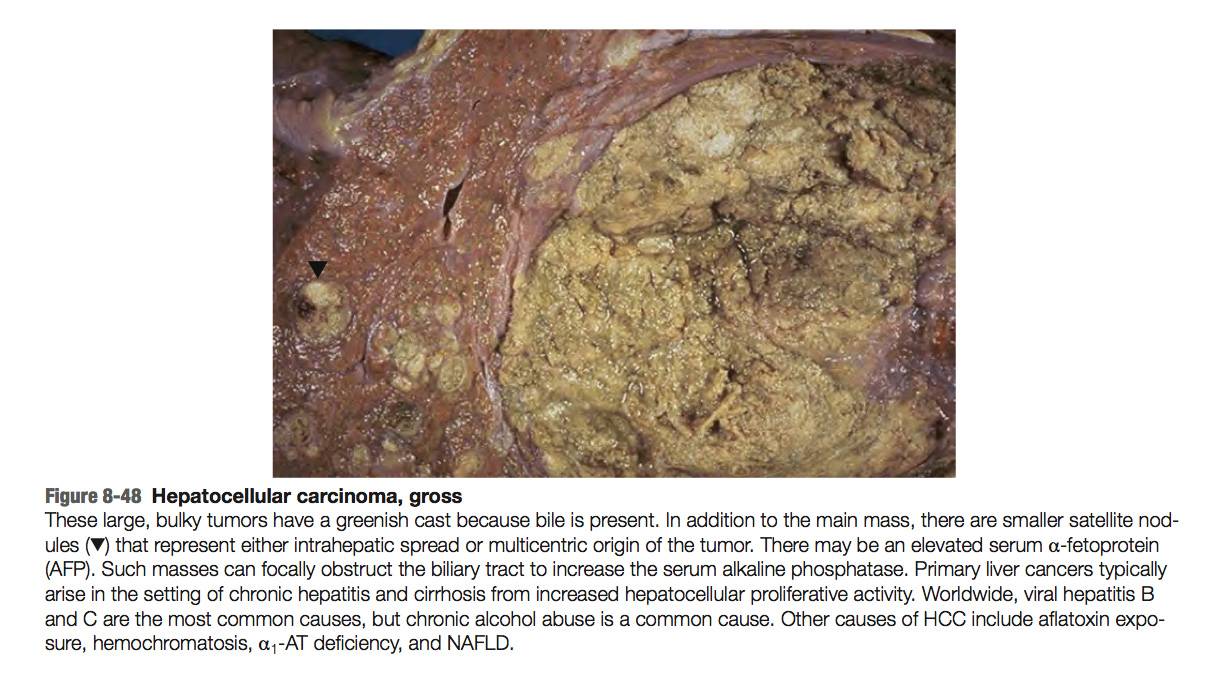 Figure 8-48 Hepatocellular carcinoma, gross
These large, bulky tumors have a greenish cast because bile is present. In addition to the main mass, there are smaller satellite nod-
ules (▼) that represent either intrahepatic spread or multicentric origin of the tumor. There may be an elevated serum α-fetoprotein
(AFP). Such masses can focally obstruct the biliary tract to increase the serum alkaline phosphatase. Primary liver cancers typically
arise in the setting of chronic hepatitis and cirrhosis from increased hepatocellular proliferative activity. Worldwide, viral hepatitis B
and C are the most common causes, but chronic alcohol abuse is a common cause. Other causes of HCC include aflatoxin expo-
sure, hemochromatosis, α₁-AT deficiency, and NAFLD.